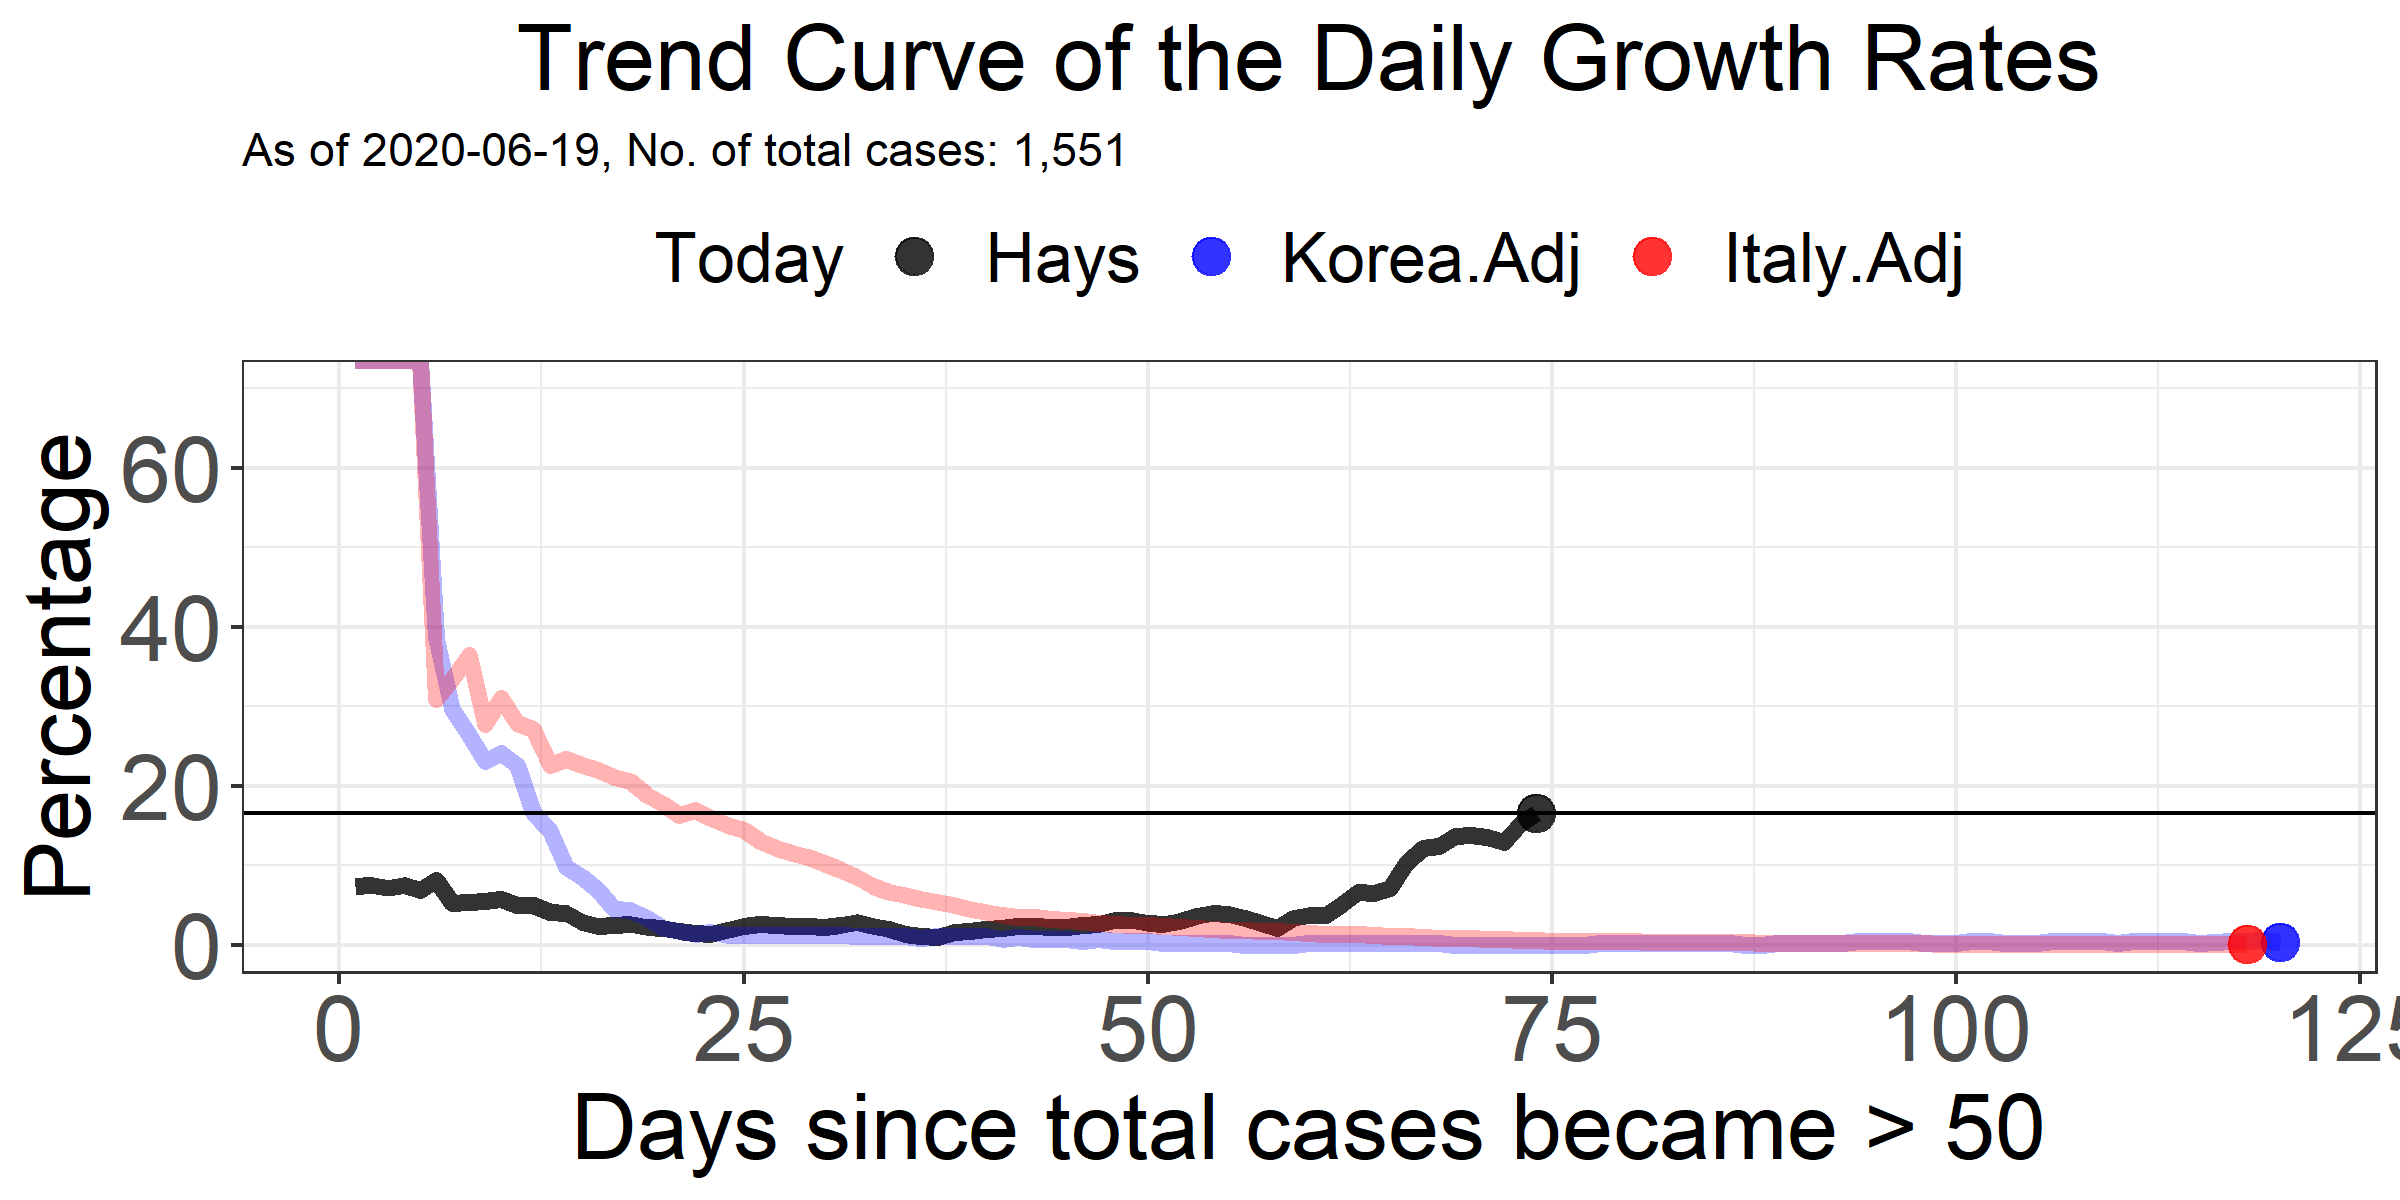 Trend Curve of the Daily Growth Rates
As of 2020-06-19, No. of total cases: 1,551
Today Hays Korea.Adj Italy.Adj
Percentage
60
40
20
0
0 25 50 75 100 125
Days since total cases became > 50